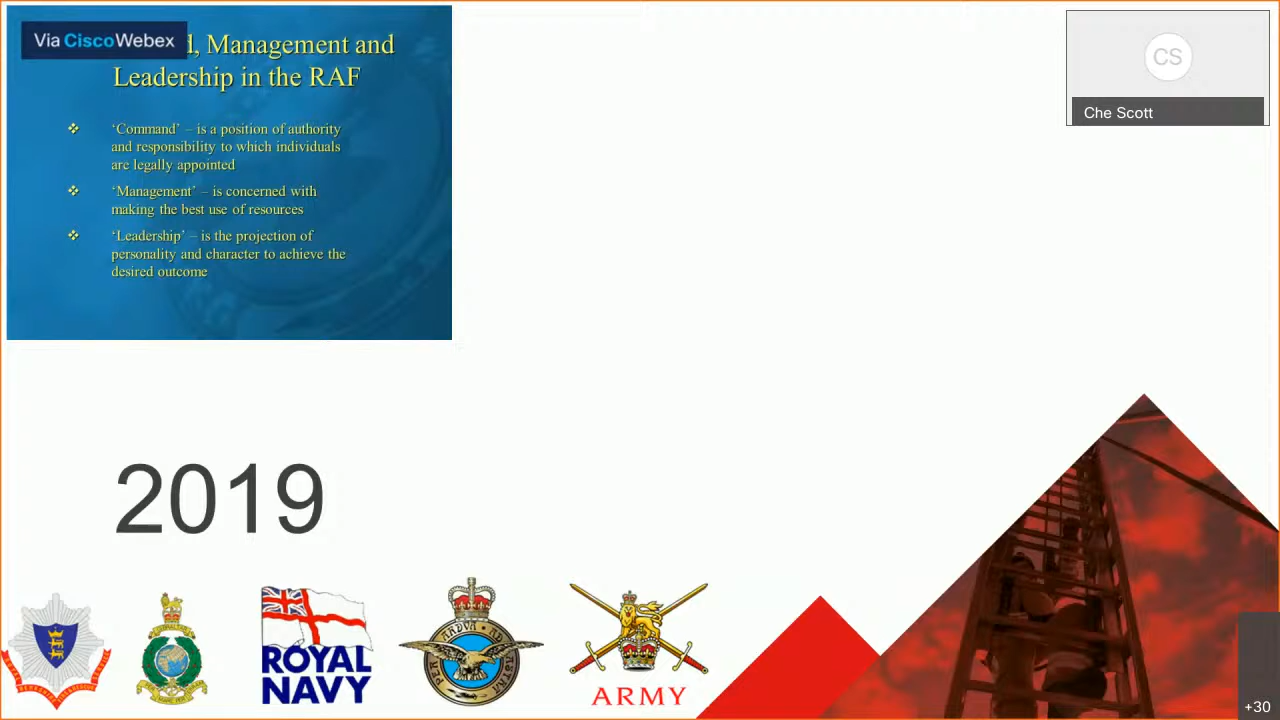 Via Cisco Webex
d, Management and
Leadership in the RAF
❖ ‘Command’ – is a position of authority
and responsibility to which individuals
are legally appointed
❖ ‘Management’ – is concerned with
making the best use of resources
❖ ‘Leadership’ – is the projection of
personality and character to achieve the
desired outcome
CS
Che Scott
2019
ROYAL
NAVY
ARMY
+30